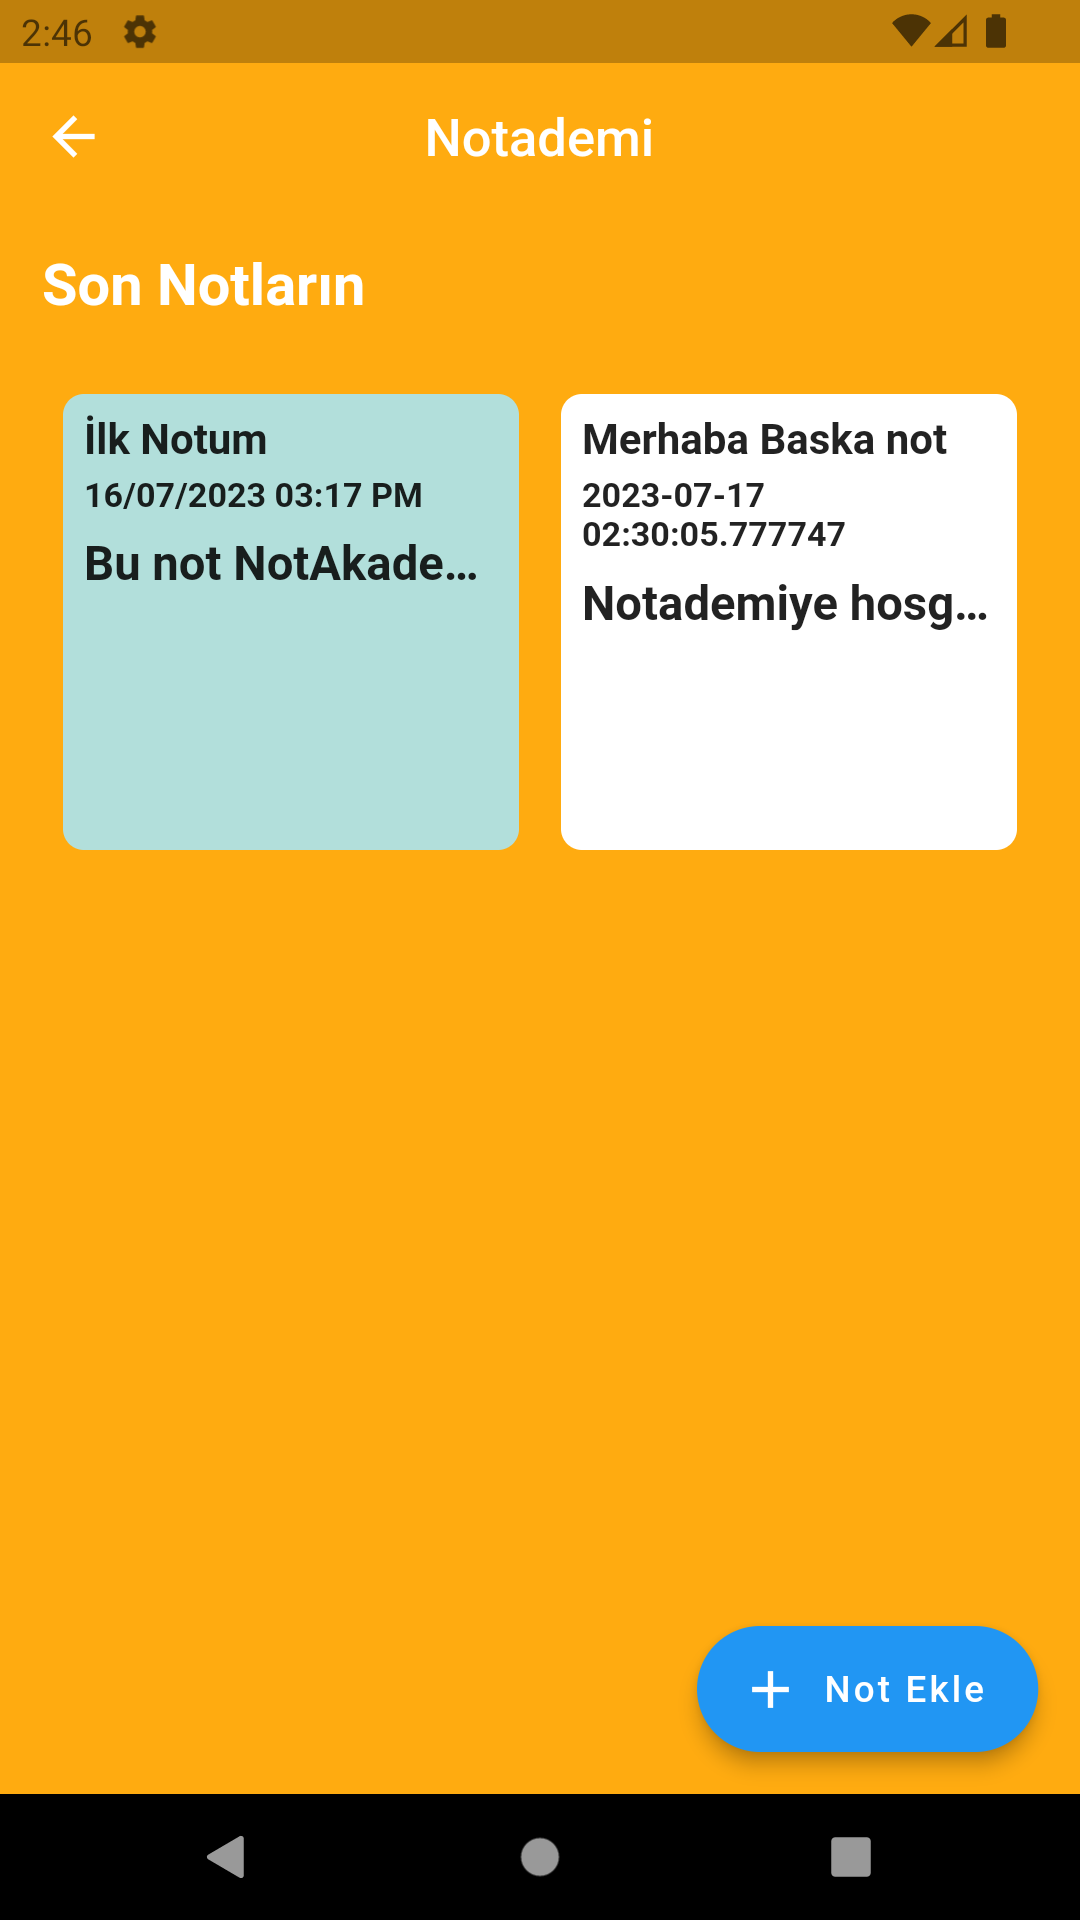 2:46
Notademi
Son Notların
İlk Notum
16/07/2023 03:17 PM
Bu not NotAkade...
Merhaba Baska not
2023-07-17
02:30:05.777747
Notademiye hosg...
Not Ekle